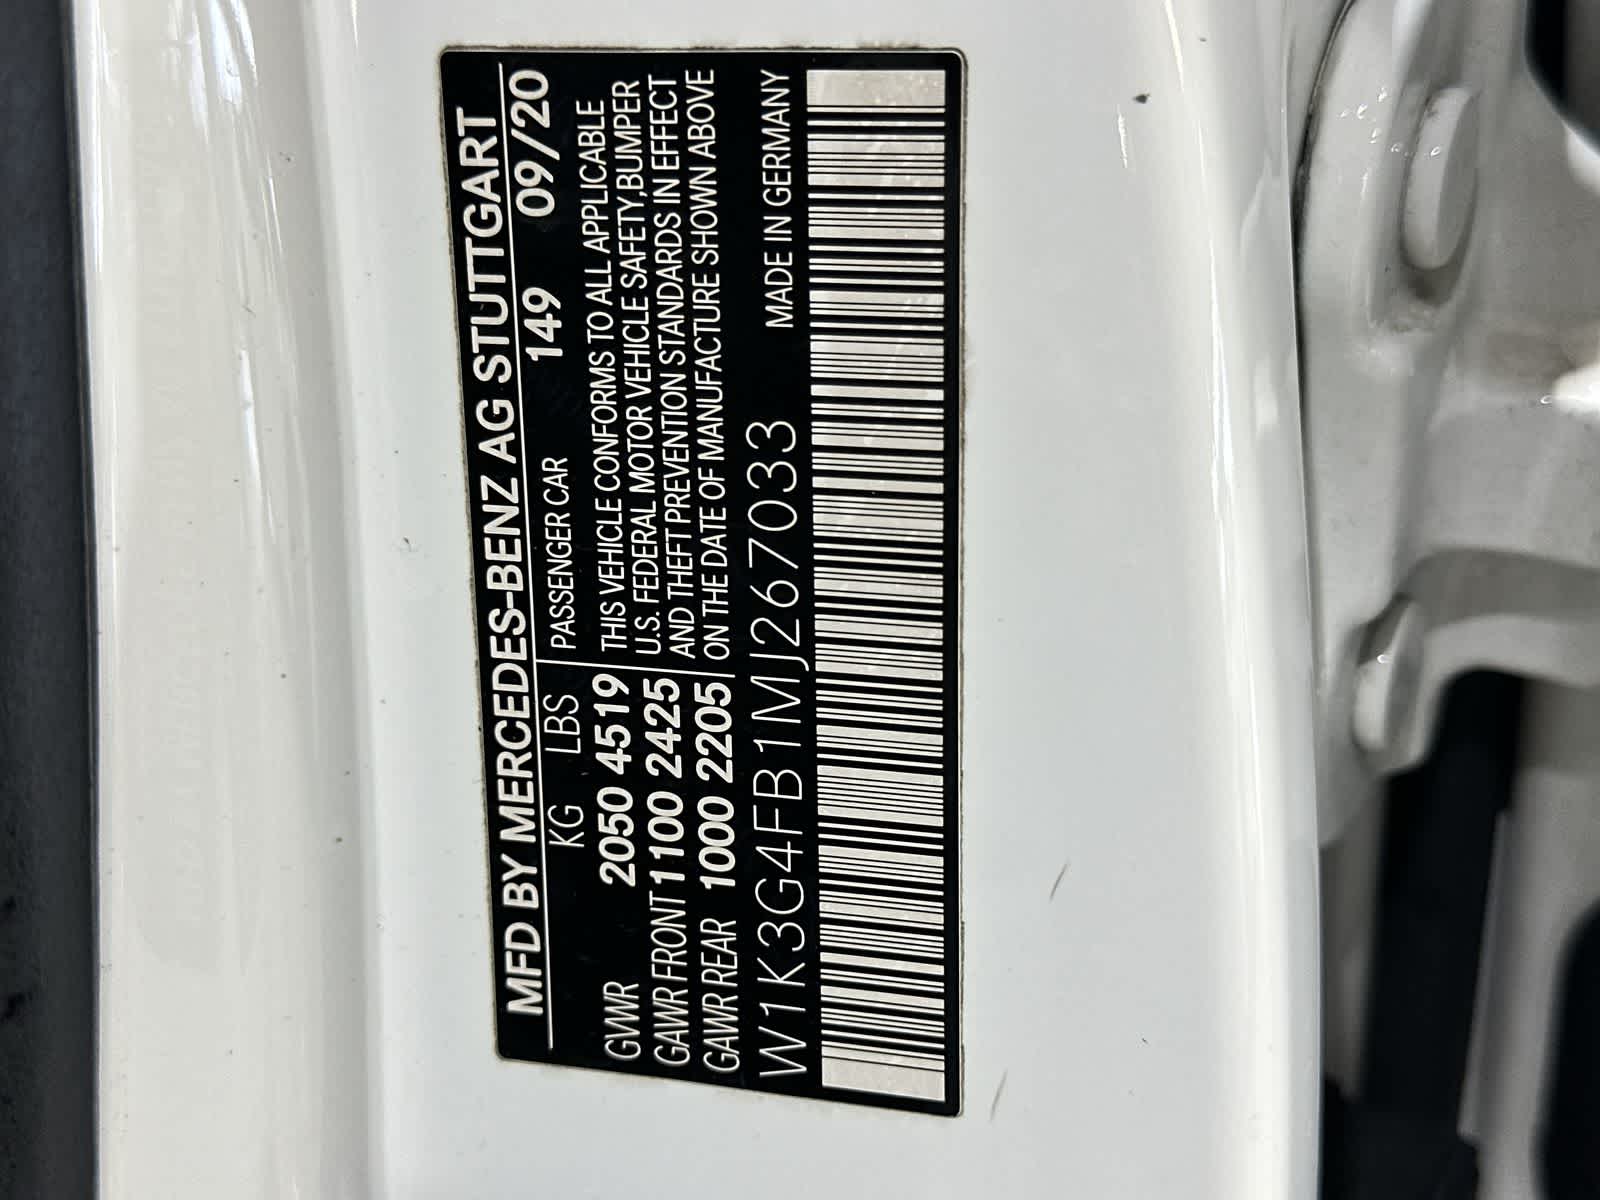 MFD BY MERCEDES-BENZ AG STUTTGART
KG LBS PASSENGER CAR 149 09/20
GVWR 2050 4519 THIS VEHICLE CONFORMS TO ALL APPLICABLE
GAWR FRONT 1100 2425 U.S. FEDERAL MOTOR VEHICLE SAFETY,BUMPER
GAWR REAR 1000 2205 AND THEFT PREVENTION STANDARDS IN EFFECT
ON THE DATE OF MANUFACTURE SHOWN ABOVE
W1K3G4FB1MJ267033 MADE IN GERMANY